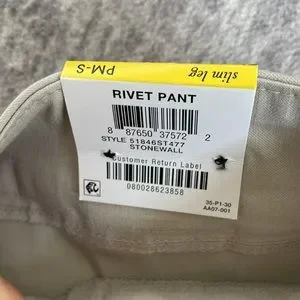 PM-S
slim leg
RIVET PANT
8 87650 37572 2
STYLE 51846ST477
STONEWALL
Customer Return Label
080028623858
35-P1-30
AA07-001